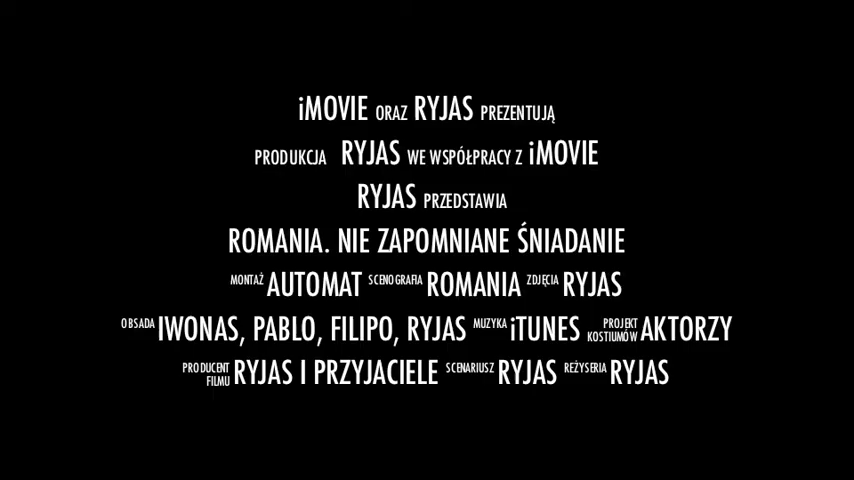 iMOVIE ORAZ RYJAS PREZENTUJĄ
PRODUKCJA RYJAS WE WSPÓŁPRACY Z iMOVIE
RYJAS PRZEDSTAWIA
ROMANIA. NIE ZAPOMNIANE ŚNIADANIE
MONTAŻ AUTOMAT SCENOGRAFIA ROMANIA ZDJĘCIA RYJAS
OBSADA IWONAS, PABLO, FILIPO, RYJAS MUZYKA iTUNES PROJEKT KOSTIUMÓW AKTORZY
PRODUCENT FILMU RYJAS I PRZYJACIELE SCENARIUSZ RYJAS REŻYSERIA RYJAS